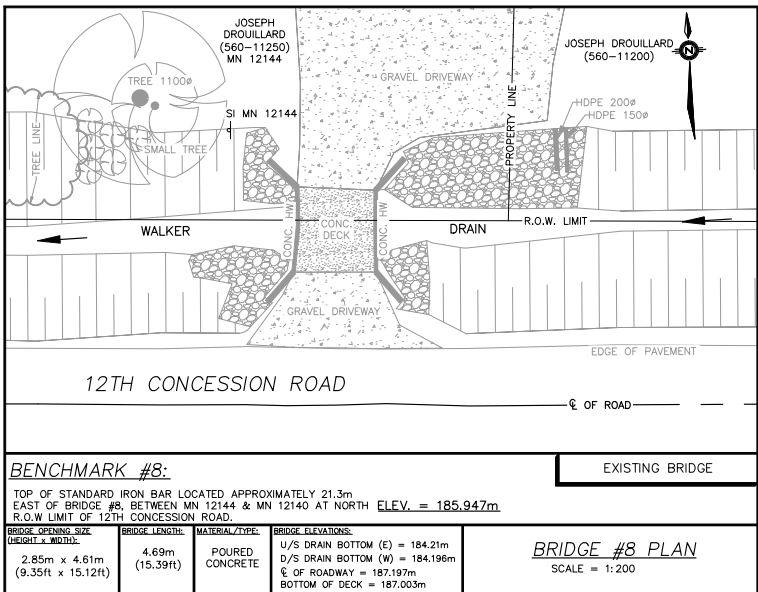 JOSEPH
DROUILLARD
(560-11250)
MN 12144
JOSEPH DROUILLARD
(560-11200)
N
TREE 1100ø
GRAVEL DRIVEWAY
PROPERTY LINE
HDPE 200ø
HDPE 150ø
SI MN 12144
TREE LINE
SMALL TREE
CONC. HW
CONC.
DECK
CONC. HW
WALKER
DRAIN
R.O.W. LIMIT
GRAVEL DRIVEWAY
EDGE OF PAVEMENT
12TH CONCESSION ROAD
℄ OF ROAD
BENCHMARK #8:
EXISTING BRIDGE
TOP OF STANDARD IRON BAR LOCATED APPROXIMATELY 21.3m
EAST OF BRIDGE #8, BETWEEN MN 12144 & MN 12140 AT NORTH ELEV. = 185.947m
R.O.W LIMIT OF 12TH CONCESSION ROAD.
BRIDGE OPENING SIZE
(HEIGHT x WIDTH):
2.85m x 4.61m
(9.35ft x 15.12ft)
BRIDGE LENGTH:
4.69m
(15.39ft)
MATERIAL/TYPE:
POURED
CONCRETE
BRIDGE ELEVATIONS:
U/S DRAIN BOTTOM (E) = 184.21m
D/S DRAIN BOTTOM (W) = 184.196m
℄ OF ROADWAY = 187.197m
BOTTOM OF DECK = 187.003m
BRIDGE #8 PLAN
SCALE = 1:200